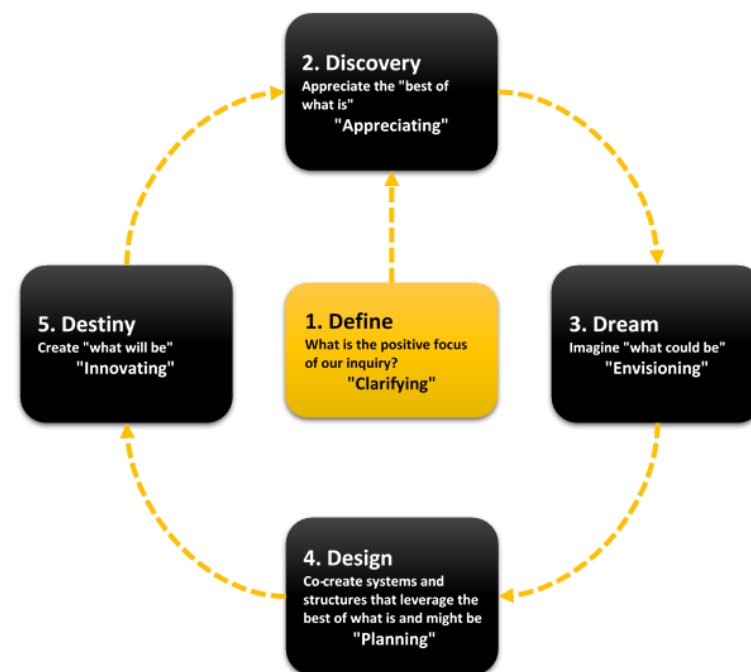 2. Discovery
Appreciate the "best of
what is"
"Appreciating"
5. Destiny
Create "what will be"
"Innovating"
1. Define
What is the positive focus
of our inquiry?
"Clarifying"
3. Dream
Imagine "what could be"
"Envisioning"
4. Design
Co-create systems and
structures that leverage the
best of what is and might be
"Planning"